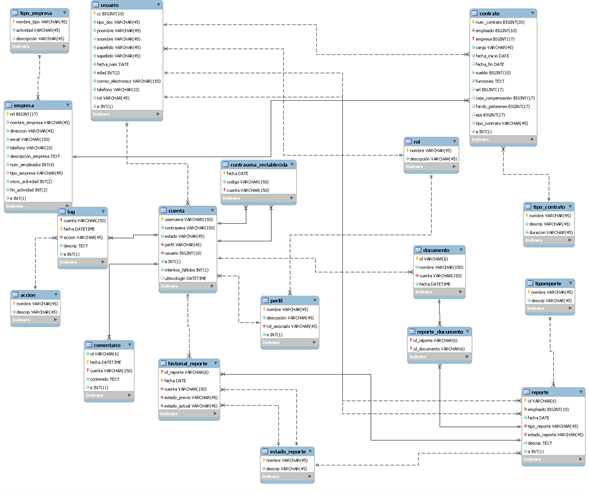 tipo_empresa
nombre_tipo VARCHAR(45)
actividad VARCHAR(45)
descripción VARCHAR(45)
Indexes
usuario
cc BIGINT(10)
tipo_doc VARCHAR(45)
pnombre VARCHAR(45)
snombre VARCHAR(45)
papellido VARCHAR(45)
sapellido VARCHAR(45)
fecha_nam DATE
edad INT(2)
correo_electronico VARCHAR(150)
telefono VARCHAR(10)
rol VARCHAR(45)
e INT(1)
Indexes
contrato
num_contrato BIGINT(20)
empleado BIGINT(10)
empresa BIGINT(17)
cargo VARCHAR(45)
fecha_inicio DATE
fecha_fin DATE
sueldo BIGINT(10)
funciones TEXT
arl BIGINT(17)
caja_compensación BIGINT(17)
fondo_pensiones BIGINT(17)
eps BIGINT(17)
tipo_contrato VARCHAR(45)
e INT(1)
Indexes
empresa
nit BIGINT(17)
nombre_empresa VARCHAR(45)
direccion VARCHAR(45)
email VARCHAR(150)
telefono VARCHAR(10)
descripción_empresa TEXT
num_empleados INT(4)
tipo_empresa VARCHAR(45)
inicio_actividad INT(2)
fin_actividad INT(2)
e INT(1)
Indexes
rol
nombre VARCHAR(45)
descripción VARCHAR(45)
Indexes
contrasena_restablecida
fecha DATE
codigo VARCHAR(150)
cuenta VARCHAR(150)
Indexes
log
cuenta VARCHAR(150)
fecha DATETIME
accion VARCHAR(45)
descrip TEXT
e INT(1)
Indexes
cuenta
username VARCHAR(150)
contrasena VARCHAR(150)
estado VARCHAR(45)
perfil VARCHAR(45)
usuario BIGINT(10)
e INT(1)
intentos_fallidos INT(1)
ultimologin DATETIME
Indexes
tipo_contrato
nombre VARCHAR(45)
descrip VARCHAR(45)
duracion VARCHAR(45)
Indexes
documento
id VARCHAR(6)
nombre VARCHAR(150)
cuenta VARCHAR(150)
fecha DATETIME
Indexes
accion
nombre VARCHAR(45)
descrip VARCHAR(45)
Indexes
perfil
nombre VARCHAR(45)
descripción VARCHAR(45)
rol_asociado VARCHAR(45)
e INT(1)
Indexes
tiporeporte
nombre VARCHAR(45)
descrip VARCHAR(45)
Indexes
reporte_documento
id_reporte VARCHAR(6)
id_documento VARCHAR(6)
Indexes
comentario
id VARCHAR(6)
fecha DATETIME
cuenta VARCHAR(150)
contenido TEXT
e INT(1)
Indexes
historial_reporte
id_reporte VARCHAR(6)
fecha DATE
cuenta VARCHAR(150)
estado_previo VARCHAR(45)
estado_actual VARCHAR(45)
Indexes
reporte
id VARCHAR(6)
empleado BIGINT(10)
fecha DATE
tipo_reporte VARCHAR(45)
estado_reporte VARCHAR(45)
descrip TEXT
e INT(1)
Indexes
estado_reporte
nombre VARCHAR(45)
descrip VARCHAR(45)
Indexes